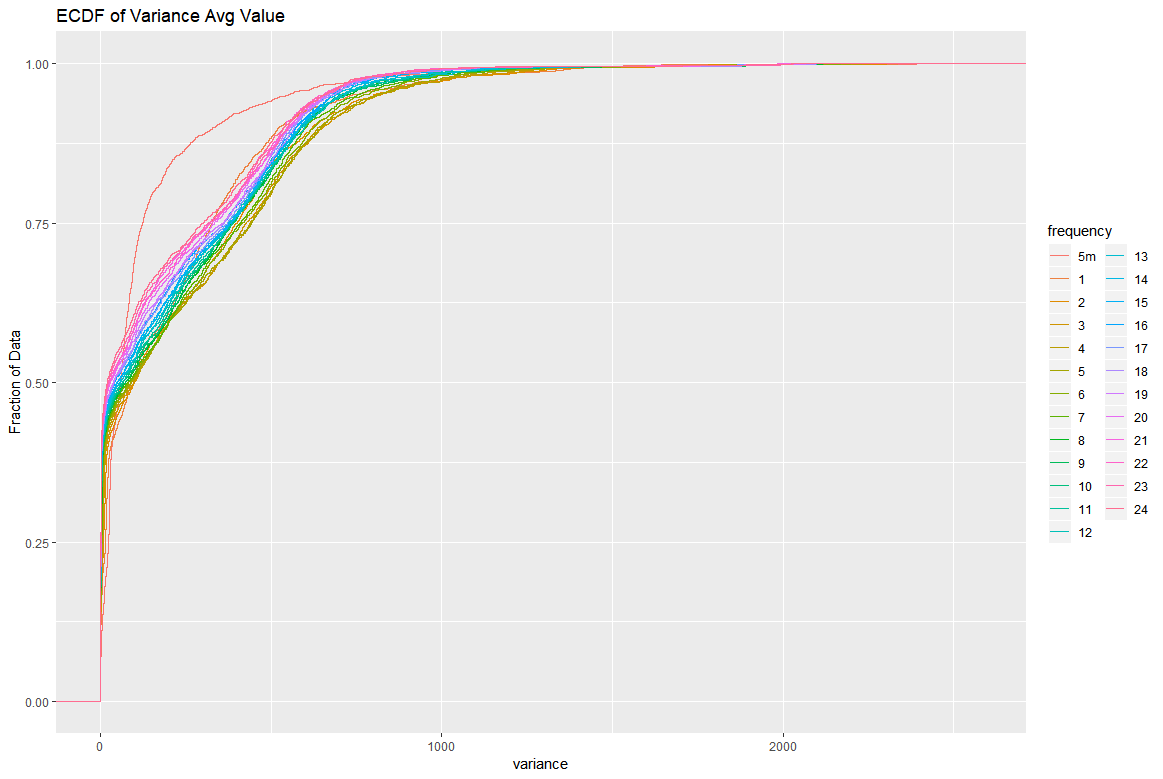 ECDF of Variance Avg Value
1.00
0.75
0.50
0.25
0.00
Fraction of Data
0 1000 2000
variance
frequency
5m 13
1 14
2 15
3 16
4 17
5 18
6 19
7 20
8 21
9 22
10 23
11 24
12